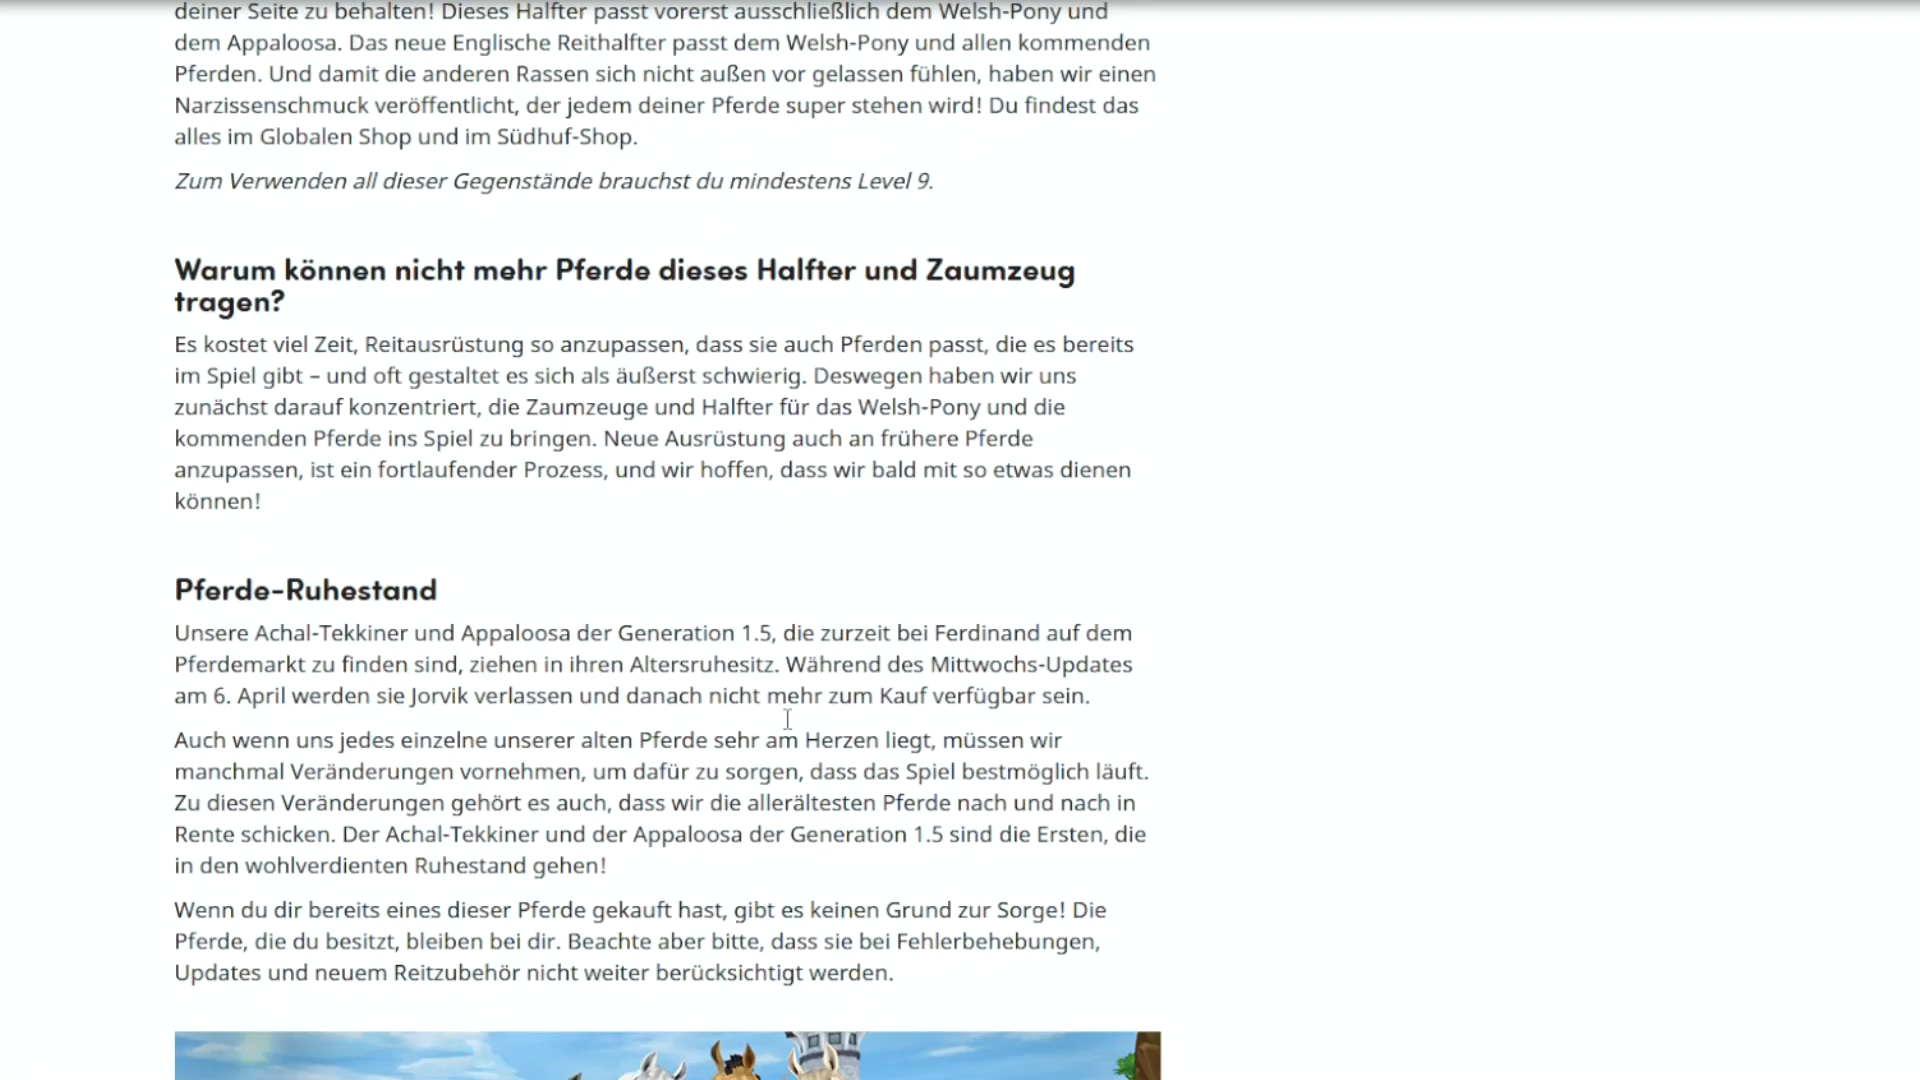 deiner Seite zu behalten! Dieses Halfter passt vorerst ausschließlich dem Welsh-Pony und
dem Appaloosa. Das neue Englische Reithalfter passt dem Welsh-Pony und allen kommenden
Pferden. Und damit die anderen Rassen sich nicht außen vor gelassen fühlen, haben wir einen
Narzissenschmuck veröffentlicht, der jedem deiner Pferde super stehen wird! Du findest das
alles im Globalen Shop und im Südhuf-Shop.
Zum Verwenden all dieser Gegenstände brauchst du mindestens Level 9.
Warum können nicht mehr Pferde dieses Halfter und Zaumzeug
tragen?
Es kostet viel Zeit, Reitausrüstung so anzupassen, dass sie auch Pferden passt, die es bereits
im Spiel gibt – und oft gestaltet es sich als äußerst schwierig. Deswegen haben wir uns
zunächst darauf konzentriert, die Zaumzeuge und Halfter für das Welsh-Pony und die
kommenden Pferde ins Spiel zu bringen. Neue Ausrüstung auch an frühere Pferde
anzupassen, ist ein fortlaufender Prozess, und wir hoffen, dass wir bald mit so etwas dienen
können!
Pferde-Ruhestand
Unsere Achal-Tekkiner und Appaloosa der Generation 1.5, die zurzeit bei Ferdinand auf dem
Pferdemarkt zu finden sind, ziehen in ihren Altersruhesitz. Während des Mittwochs-Updates
am 6. April werden sie Jorvik verlassen und danach nicht mehr zum Kauf verfügbar sein.
Auch wenn uns jedes einzelne unserer alten Pferde sehr am Herzen liegt, müssen wir
manchmal Veränderungen vornehmen, um dafür zu sorgen, dass das Spiel bestmöglich läuft.
Zu diesen Veränderungen gehört es auch, dass wir die allerältesten Pferde nach und nach in
Rente schicken. Der Achal-Tekkiner und der Appaloosa der Generation 1.5 sind die Ersten, die
in den wohlverdienten Ruhestand gehen!
Wenn du dir bereits eines dieser Pferde gekauft hast, gibt es keinen Grund zur Sorge! Die
Pferde, die du besitzt, bleiben bei dir. Beachte aber bitte, dass sie bei Fehlerbehebungen,
Updates und neuem Reitzubehör nicht weiter berücksichtigt werden.